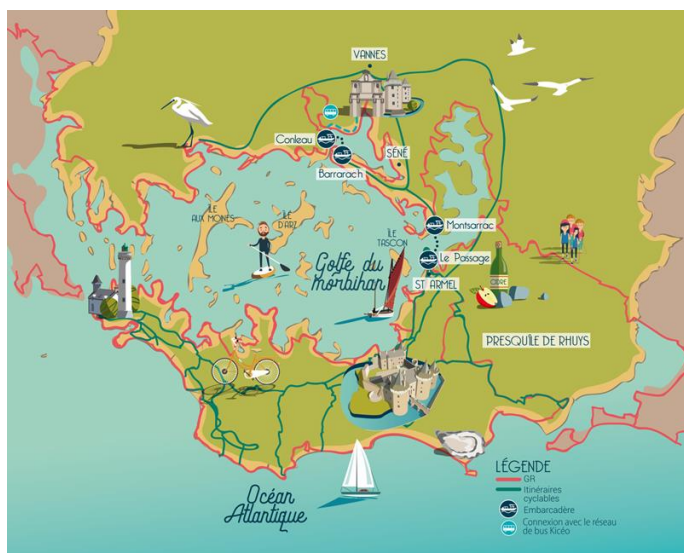 VANNES
Conleau
Barrarach
SÉNÉ
ÎLE
AUX MOINES
ÎLE
D'ARZ
ÎLE
TASCON
Montsarrac
Golfe du
Morbihan
Le Passage
ST ARMEL
CIDRE
PRESQU'ÎLE DE RHUYS
Océan
Atlantique
LÉGENDE
GR
Itinéraires
cyclables
Embarcadère
Connexion avec le réseau
de bus Kicéo